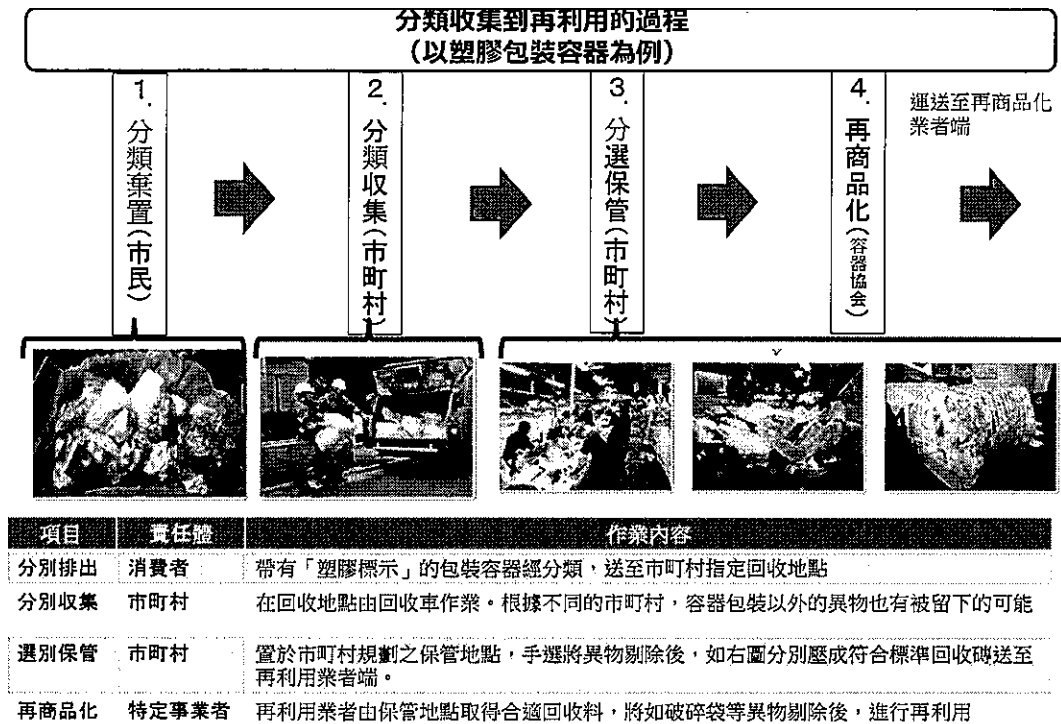 分類收集到再利用的過程
(以塑膠包裝容器為例)
1.分類棄置(市民)
2.分類收集(市町村)
3.分選保管(市町村)
4.再商品化(容器協会)
運送至再商品化
業者端
項目 責任體 作業內容
分別排出 消費者 帶有「塑膠標示」的包裝容器經分類,送至市町村指定回收地點
分別收集 市町村 在回收地點由回收車作業。根據不同的市町村,容器包裝以外的異物也有被留下的可能
選別保管 市町村 置於市町村規劃之保管地點,手選將異物剔除後,如右圖分別壓成符合標準回收磚送至
再利用業者端。
再商品化 特定事業者 再利用業者由保管地點取得合適回收料,將如破碎袋等異物剔除後,進行再利用